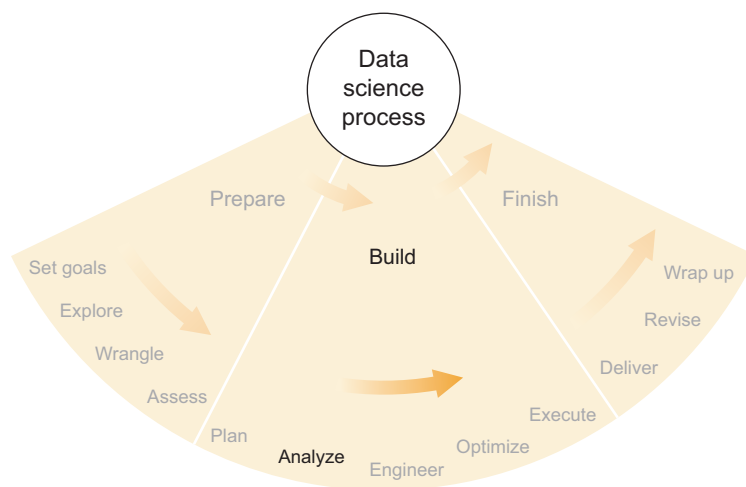 Data
science
process
Prepare
Finish
Build
Set goals
Explore
Wrangle
Assess
Plan
Analyze
Engineer
Optimize
Execute
Deliver
Revise
Wrap up